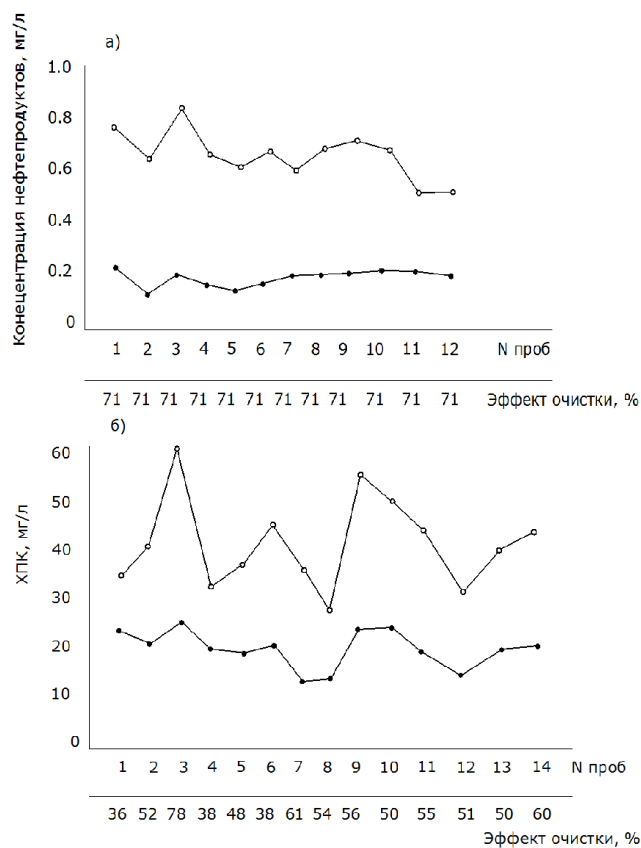 а)
Конецентрация нефтепродуктов, мг/л
1.0
0.8
0.6
0.4
0.2
0
1 2 3 4 5 6 7 8 9 10 11 12 N проб
71 71 71 71 71 71 71 71 71 71 71 71 Эффект очистки, %
б)
ХПК, мг/л
60
50
40
30
20
10
0
1 2 3 4 5 6 7 8 9 10 11 12 13 14 N проб
36 52 78 38 48 38 61 54 56 50 55 51 50 60
Эффект очистки, %